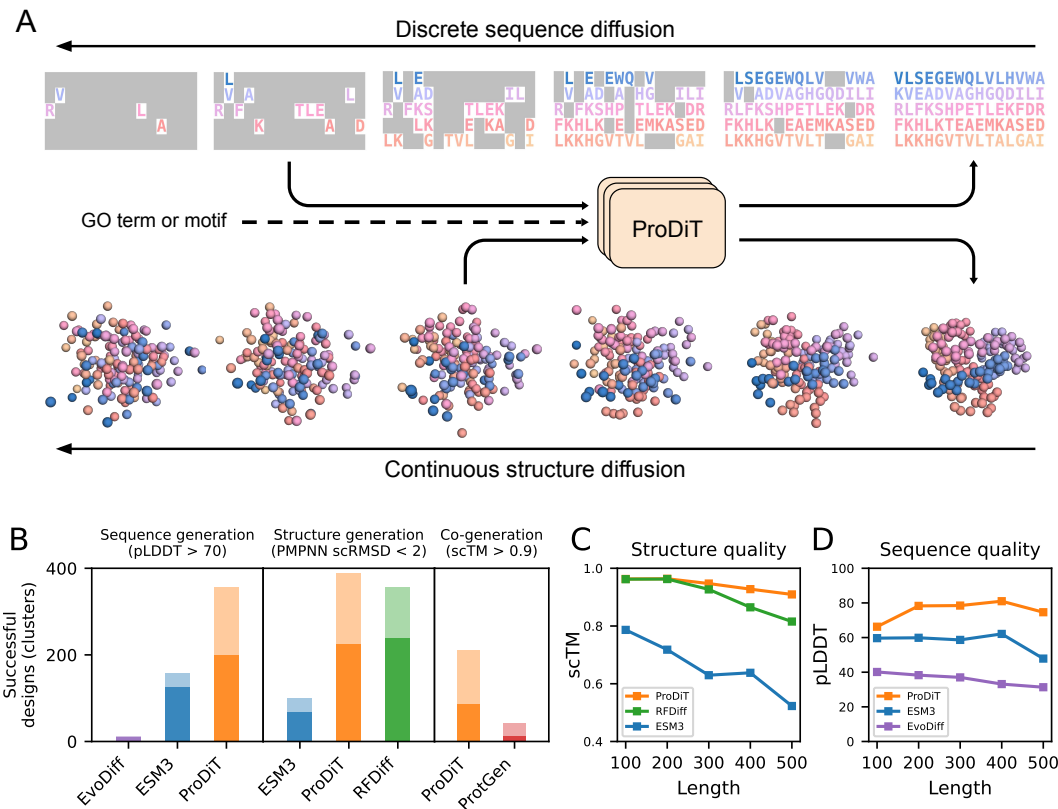 A
Discrete sequence diffusion
V
R L
A
L
V A L
R F TLE
K A D
L E
V AD IL
R FKS TLEK
LK E KA D
LK G TVL G I
L E EWQ V
V AD A HG ILI
R FKSHP TLEK DR
FKHLK E EMKASED
LKKHGVTVL GAI
LSEGEWQLV VWA
V ADVAGHGQDILI
RLFKSHPETLEK DR
FKHLK EAEMKASED
LKKHGVTVLT GAI
VLSEGEWQLVLHVWA
KVEADVAGHGQDILI
RLFKSHPETLEKFDR
FKHLKTEAEMKASED
LKKHGVTVLTALGAI
GO term or motif
ProDiT
Continuous structure diffusion
B
Sequence generation
(pLDDT > 70)
Structure generation
(PMPNN scRMSD < 2)
Co-generation
(scTM > 0.9)
Successful
designs (clusters)
400
200
0
EvoDiff
ESM3
ProDiT
ESM3
ProDiT
RFDiff
ProDiT
ProtGen
C
Structure quality
scTM
1.0
0.8
0.6
0.4
ProDiT
RFDiff
ESM3
100 200 300 400 500
Length
D
Sequence quality
pLDDT
100
80
60
40
20
0
ProDiT
ESM3
EvoDiff
100 200 300 400 500
Length